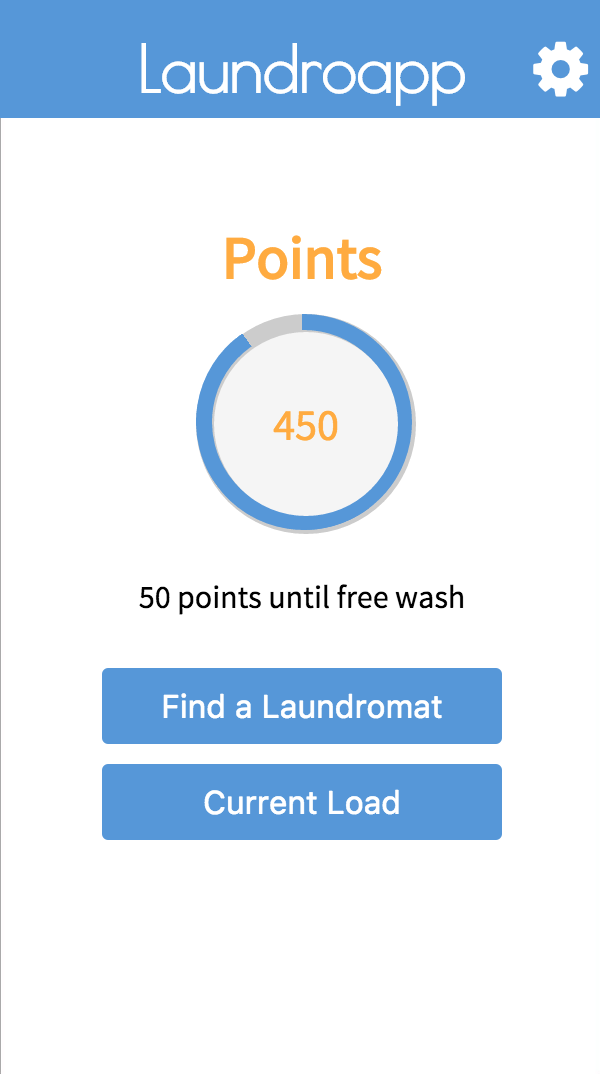 Laundroapp
Points
450
50 points until free wash
Find a Laundromat
Current Load